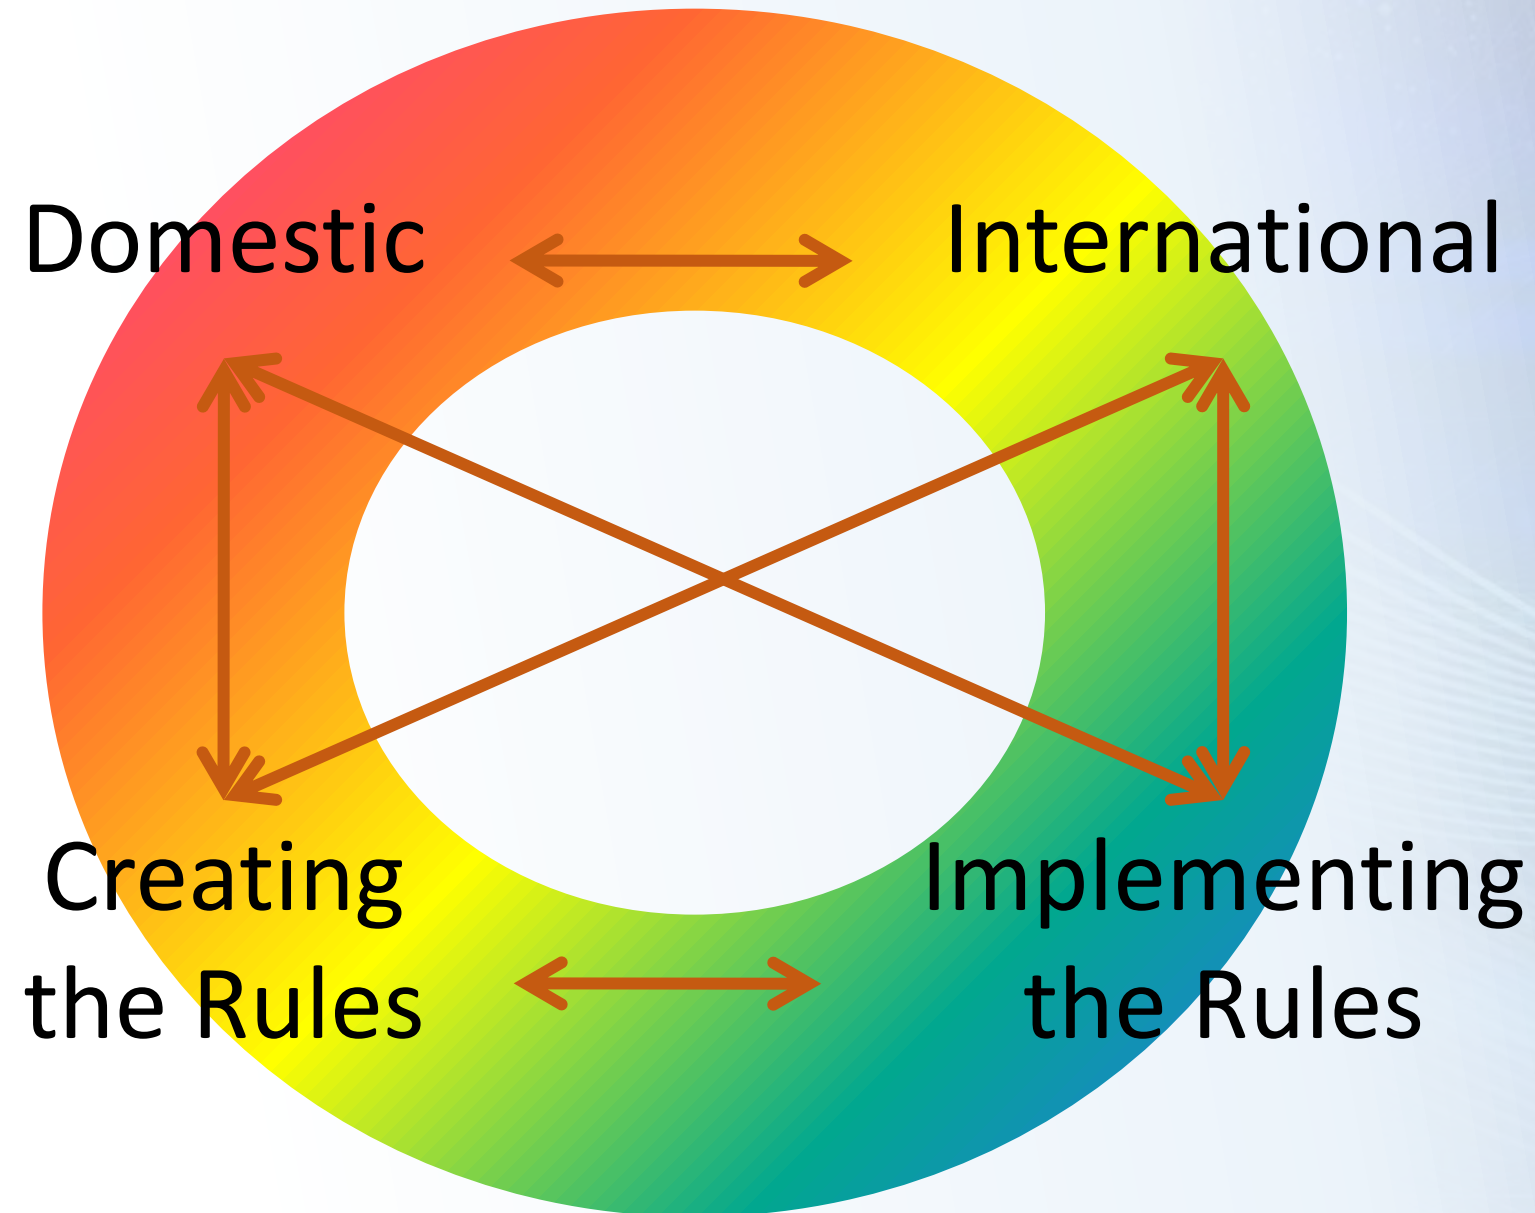 Domestic
International
Creating
the Rules
Implementing
the Rules